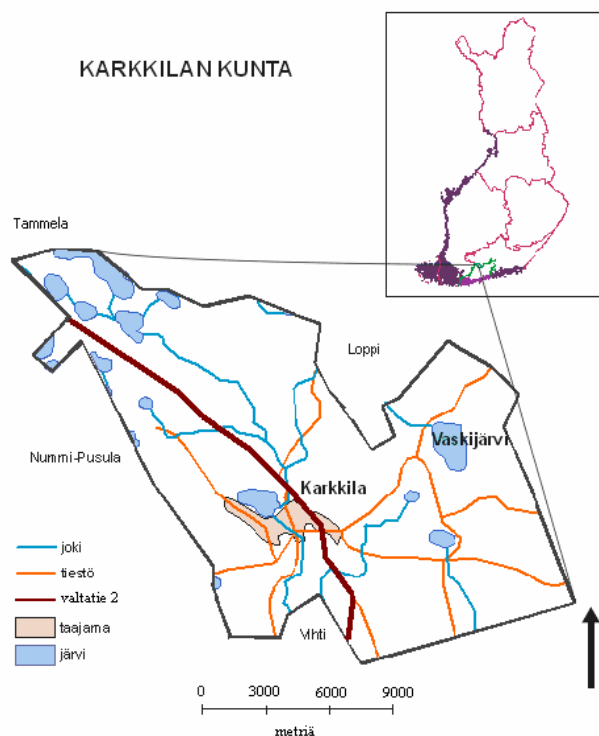 KARKKILAN KUNTA
Tammela
Loppi
Vaskijärvi
Nummi-Pusula
Karkkila
joki
tiestö
valtatie 2
taajama
järvi
Vihti
0 3000 6000 9000
metriä